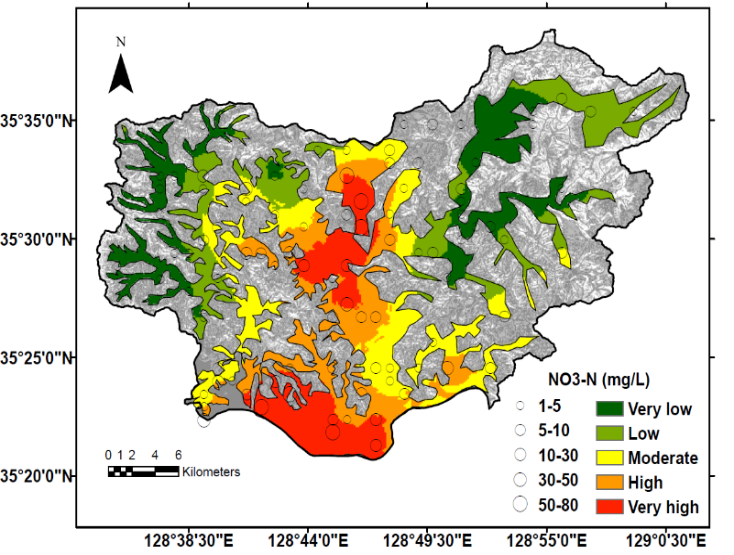 N
35°35'0"N
35°30'0"N
35°25'0"N
35°20'0"N
NO3-N (mg/L)
1-5 Very low
5-10 Low
10-30 Moderate
30-50 High
50-80 Very high
0 1 2 4 6
Kilometers
128°38'30"E 128°44'0"E 128°49'30"E 128°55'0"E 129°0'30"E